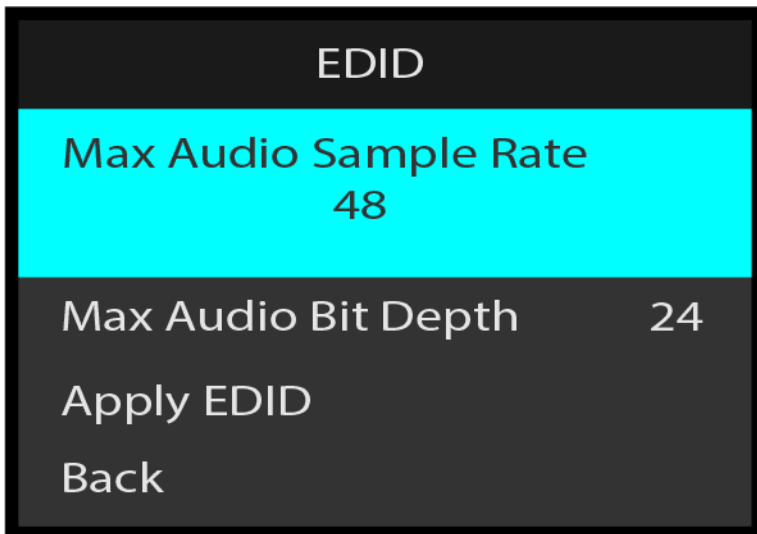 EDID
Max Audio Sample Rate
48
Max Audio Bit Depth 24
Apply EDID
Back